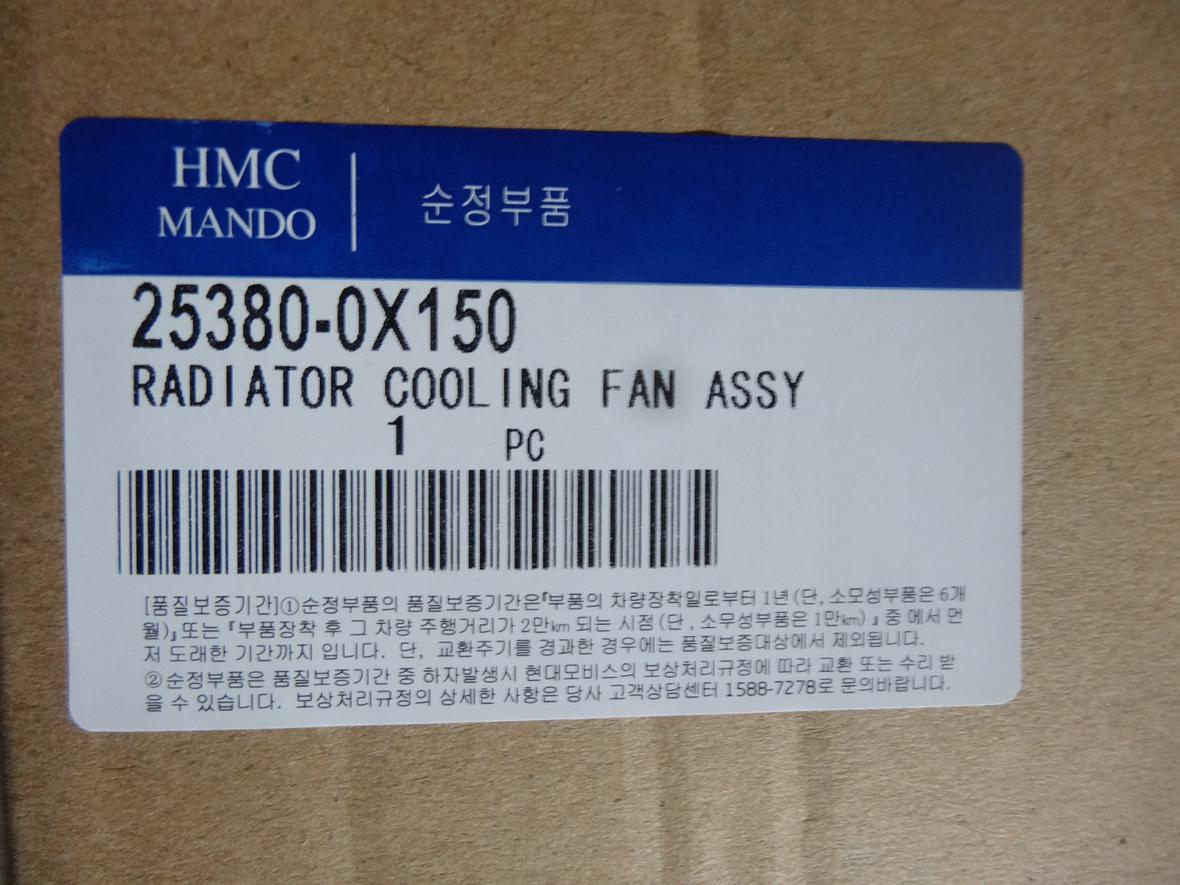 HMC
MANDO
순정부품
25380-0X150
RADIATOR COOLING FAN ASSY
1 PC
[품질보증기간]①순정부품의 품질보증기간은『부품의 차량장착일로부터 1년(단, 소모성부품은 6개
월)』또는 『부품장착 후 그 차량 주행거리가 2만㎞ 되는 시점(단, 소무성부품은 1만㎞)』중 에서 먼
저 도래한 기간까지 입니다. 단, 교환주기를 경과한 경우에는 품질보증대상에서 제외됩니다.
②순정부품은 품질보증기간 중 하자발생시 현대모비스의 보상처리규정에 따라 교환 또는 수리 받
을 수 있습니다. 보상처리규정의 상세한 사항은 당사 고객상담센터 1588-7278로 문의바랍니다.